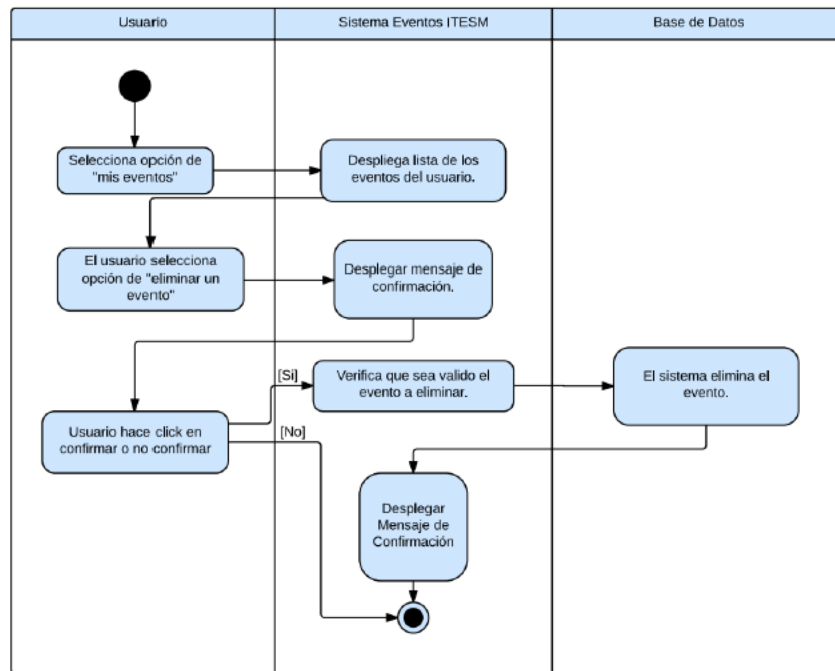 Usuario
Sistema Eventos ITESM
Base de Datos
Selecciona opción de
"mis eventos"
Despliega lista de los
eventos del usuario.
El usuario selecciona
opción de "eliminar un
evento"
Desplegar mensaje de
confirmación.
Usuario hace click en
confirmar o no confirmar
[Si]
[No]
Verifica que sea valido el
evento a eliminar.
El sistema elimina el
evento.
Desplegar
Mensaje de
Confirmación